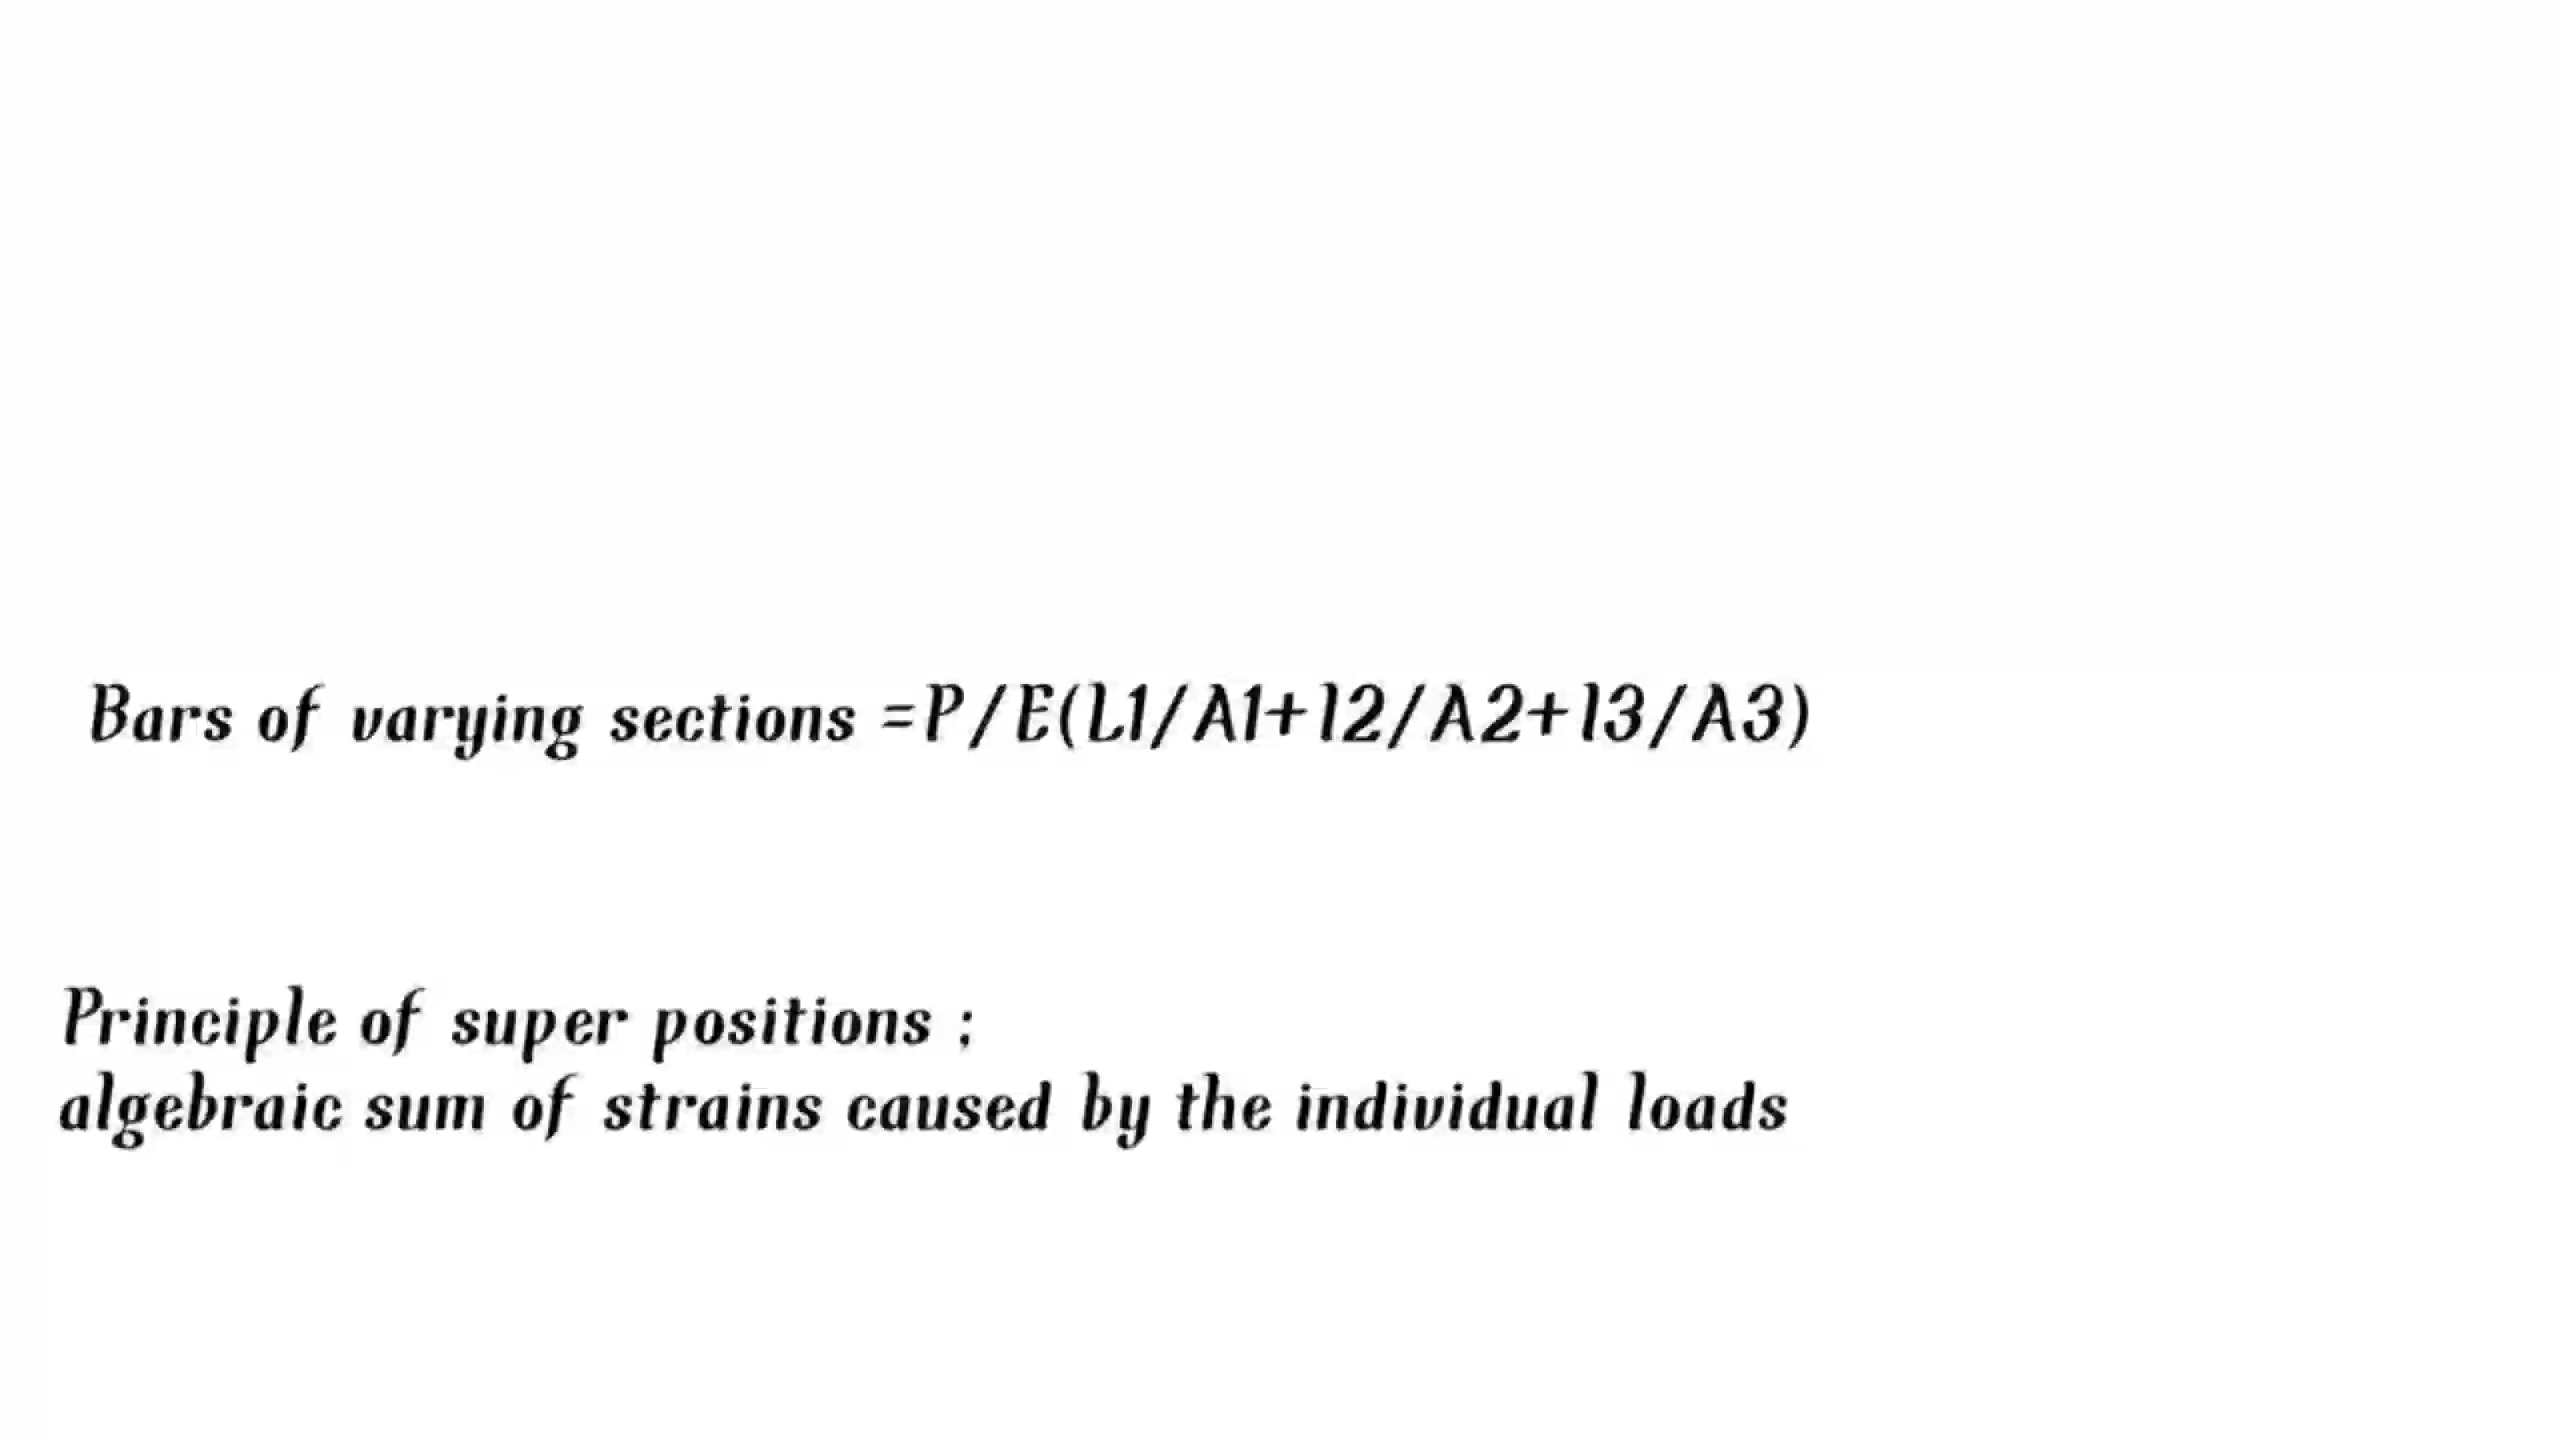 Bars of varying sections =P/E(L1/A1+l2/A2+l3/A3)
Principle of super positions ;
algebraic sum of strains caused by the individual loads